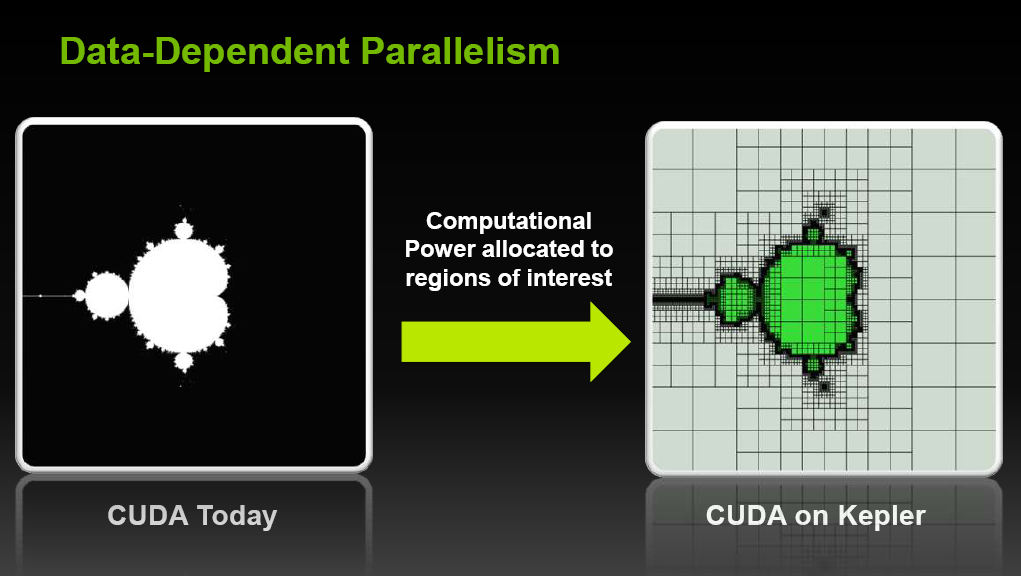 Data-Dependent Parallelism
Computational
Power allocated to
regions of interest
CUDA Today
CUDA on Kepler